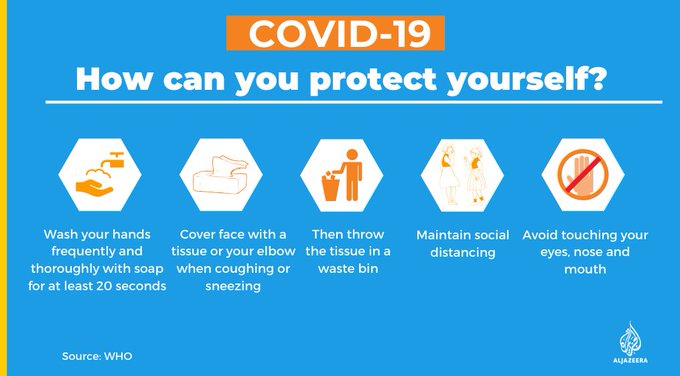 COVID-19
How can you protect yourself?
Wash your hands
frequently and
thoroughly with soap
for at least 20 seconds
Cover face with a
tissue or your elbow
when coughing or
sneezing
Then throw
the tissue in a
waste bin
Maintain social
distancing
Avoid touching your
eyes, nose and
mouth
Source: WHO
ALJAZEERA